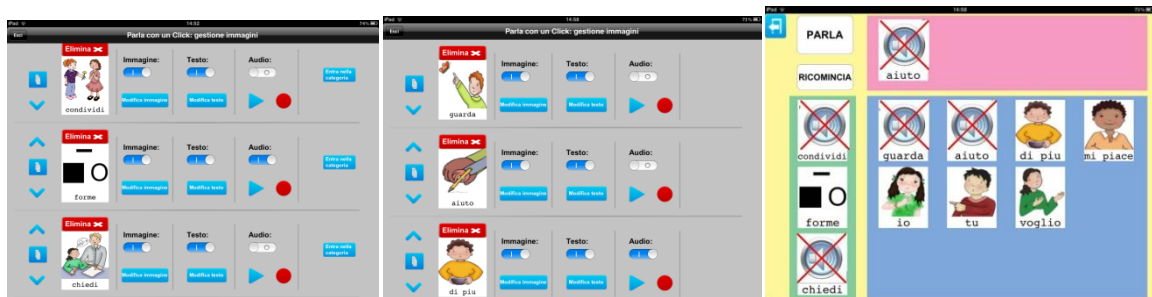 iPad
14:52
74%
Esci
Parla con un Click: gestione immagini
Elimina
Immagine:
Testo:
Audio:
Modifica immagine
Modifica testo
Entra nella
categoria
condividi
Elimina
Immagine:
Testo:
Audio:
Modifica immagine
Modifica testo
Entra nella
categoria
forme
Elimina
Immagine:
Testo:
Audio:
Modifica immagine
Modifica testo
Entra nella
categoria
chiedi
iPad
14:58
73%
Esci
Parla con un Click: gestione immagini
Elimina
Immagine:
Testo:
Audio:
Modifica immagine
Modifica testo
guarda
Elimina
Immagine:
Testo:
Audio:
Modifica immagine
Modifica testo
aiuto
Elimina
Immagine:
Testo:
Audio:
Modifica immagine
Modifica testo
di piu
iPad
14:58
73%
PARLA
RICOMINCIA
aiuto
condividi
guarda
aiuto
di piu
mi piace
forme
io
tu
voglio
chiedi